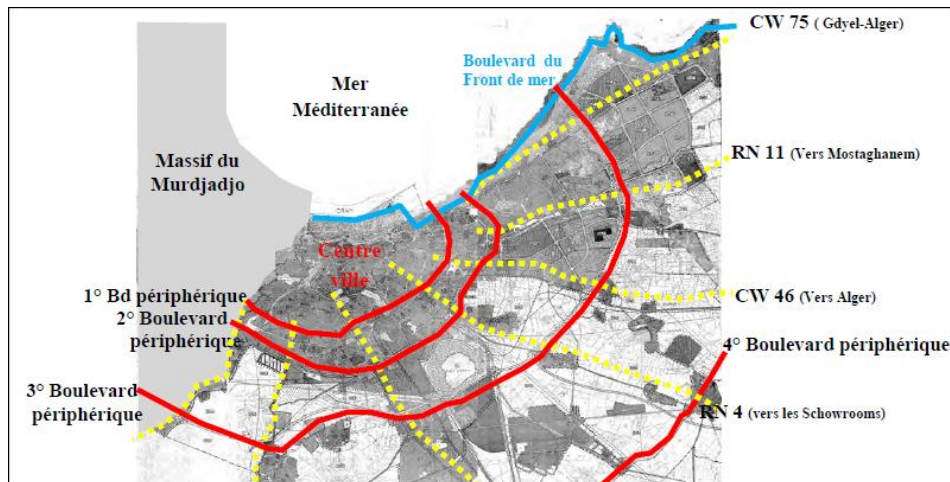 CW 75 ( Gdyel-Alger)
Boulevard du
Front de mer
Mer
Méditerranée
Massif du
Murdjadjo
RN 11 (Vers Mostaghanem)
Centre
ville
1° Bd périphérique
2° Boulevard
périphérique
CW 46 (Vers Alger)
4° Boulevard périphérique
3° Boulevard
périphérique
RN 4 (vers les Schowrooms)